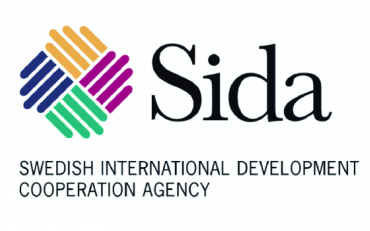 Sida
SWEDISH INTERNATIONAL DEVELOPMENT
COOPERATION AGENCY